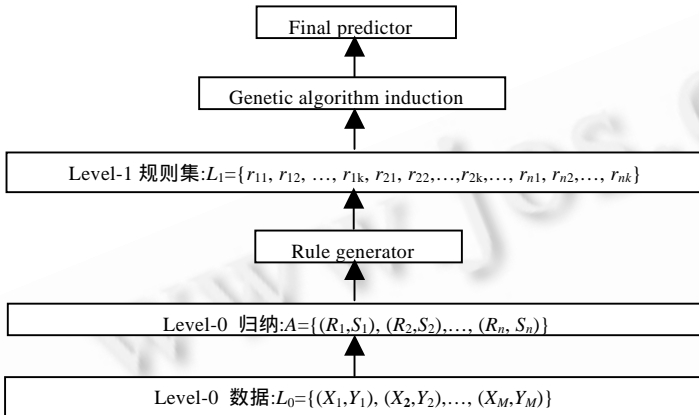 Final predictor
Genetic algorithm induction
Level-1 规则集:L1={r11, r12, …, r1k, r21, r22,…,r2k,…, rn1, rn2,…, rnk}
Rule generator
Level-0 归纳:A={(R1,S1), (R2,S2),…, (Rn, Sn)}
Level-0 数据:L0={(X1,Y1), (X2,Y2),…, (XM,YM)}